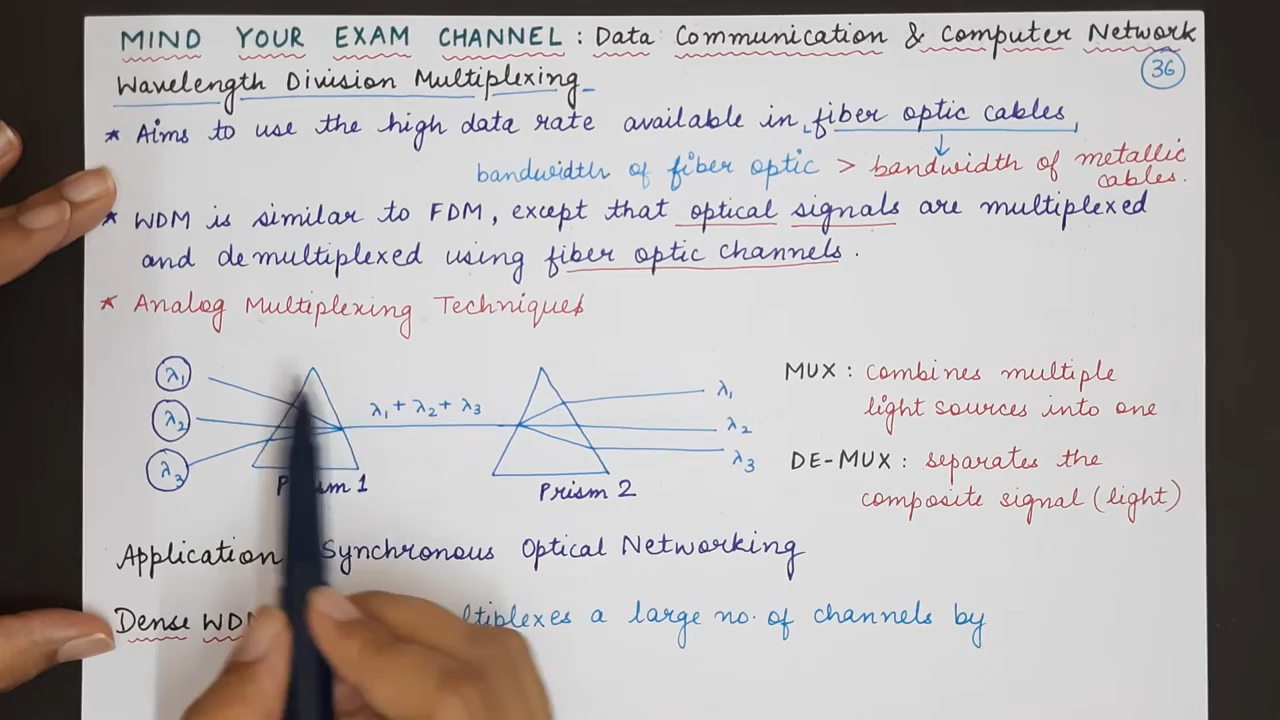 MIND YOUR EXAM CHANNEL : Data Communication & Computer Network
36
Wavelength Division Multiplexing
* Aims to use the high data rate available in fiber optic cables
bandwidth of fiber optic > bandwidth of metallic cables.
* WDM is similar to FDM, except that optical signals are multiplexed
and demultiplexed using fiber optic channels.
* Analog Multiplexing Techniques
λ1
λ2
λ3
λ1 + λ2 + λ3
λ1
λ2
λ3
Prism 2
MUX : combines multiple
light sources into one
DE-MUX : separates the
composite signal (light)
Application Synchronous Optical Networking
Dense a large no. of channels by